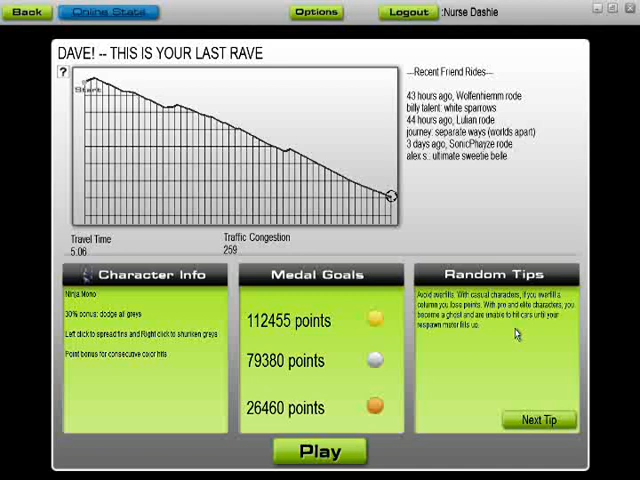 Back
Online Stats
Options
Logout
:Nurse Dashie
DAVE! -- THIS IS YOUR LAST RAVE
?
Start
---Recent Friend Rides---
43 hours ago, Wolfenhiemm rode
billy talent: white sparrows
44 hours ago, Lulian rode
journey: separate ways (worlds apart)
3 days ago, SonicPhayze rode
alex s.: ultimate sweetie belle
Travel Time
5.06
Traffic Congestion
259
Character Info
Ninja Mono
30% bonus: dodge all greys
Left click to spread fins and Right click to shunken greys
Point bonus for consecutive color hits
Medal Goals
112455 points
79380 points
26460 points
Random Tips
Avoid overfills. With casual characters, if you overfill a
column you lose points. With pro and elite characters, you
become a ghost and are unable to hit cars until your
respawn meter fills up.
Next Tip
Play